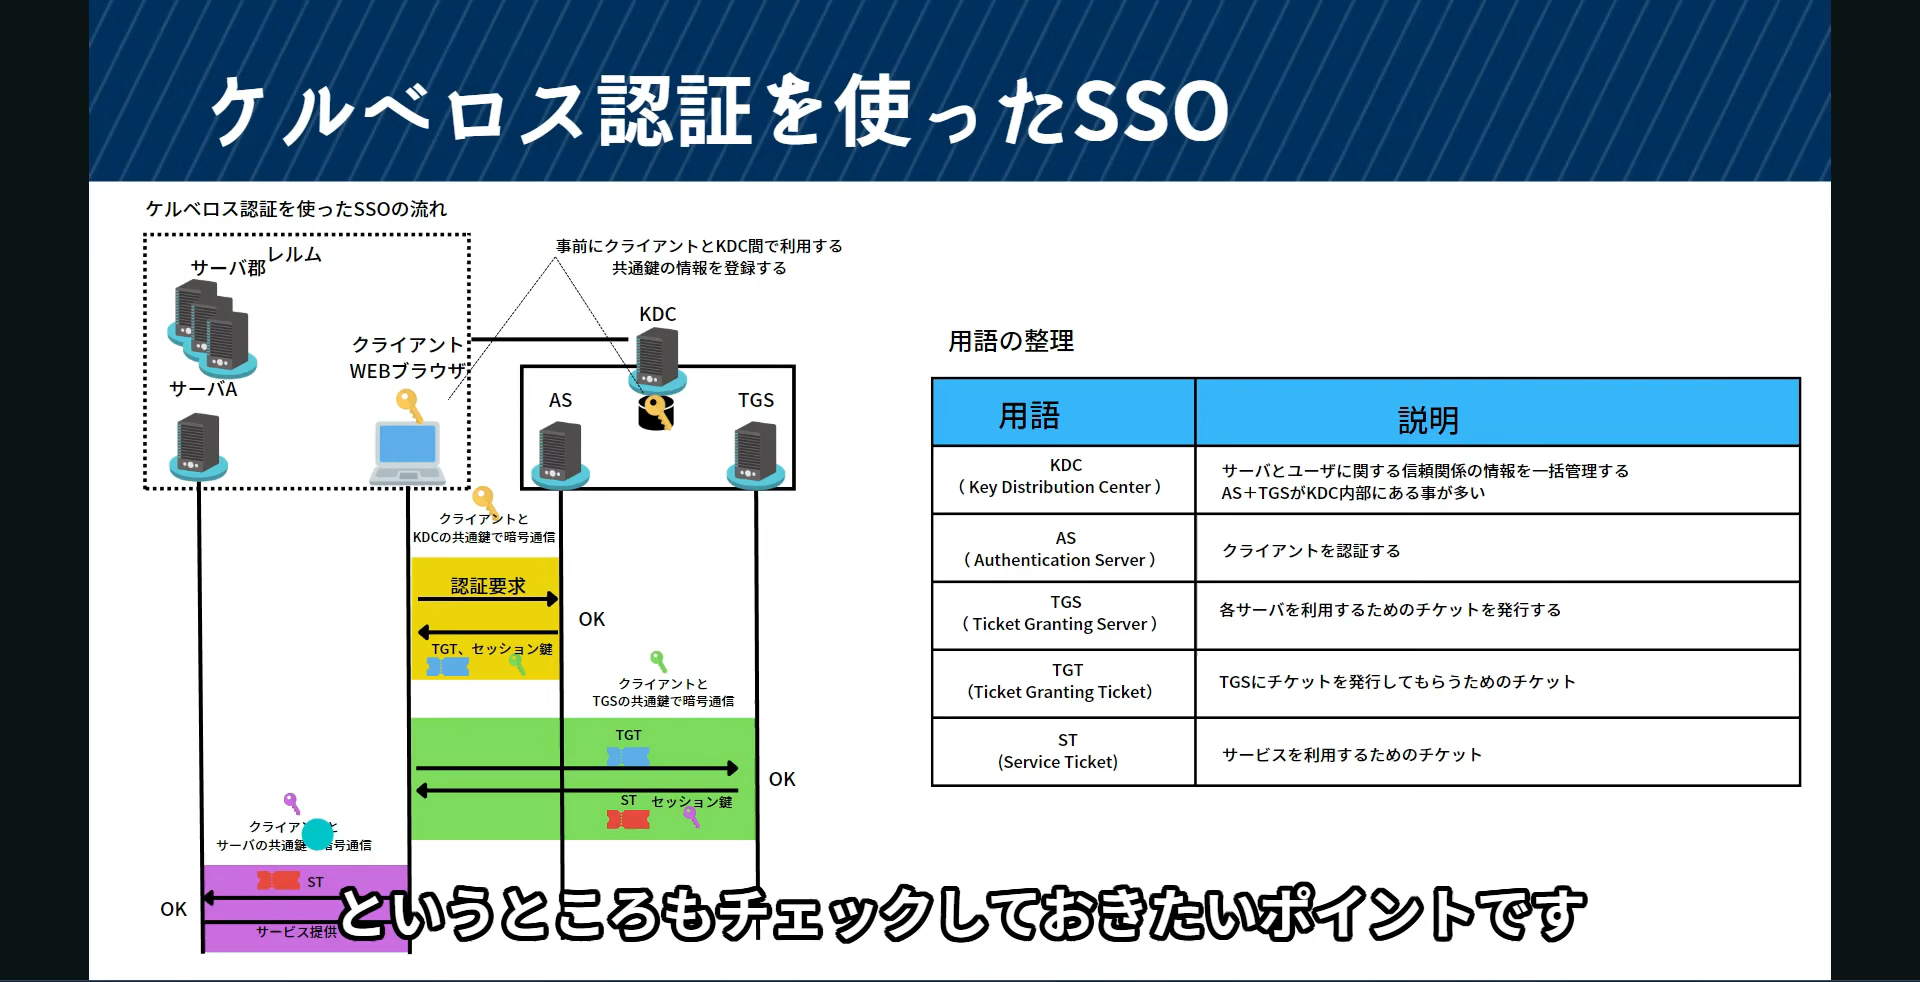 ケルベロス認証を使ったSSO
ケルベロス認証を使ったSSOの流れ
レルム
サーバ郡
事前にクライアントとKDC間で利用する
共通鍵の情報を登録する
KDC
クライアント
WEBブラウザ
サーバA
AS
TGS
クライアントと
KDCの共通鍵で暗号通信
認証要求
OK
TGT、セッション鍵
クライアントと
TGSの共通鍵で暗号通信
TGT
OK
ST セッション鍵
クライアントと
サーバの共通鍵で暗号通信
ST
OK
サービス提供
用語の整理
用語 説明
KDC
（ Key Distribution Center ）
サーバとユーザに関する信頼関係の情報を一括管理する
AS＋TGSがKDC内部にある事が多い
AS
（ Authentication Server ）
クライアントを認証する
TGS
（ Ticket Granting Server ）
各サーバを利用するためのチケットを発行する
TGT
（Ticket Granting Ticket）
TGSにチケットを発行してもらうためのチケット
ST
(Service Ticket)
サービスを利用するためのチケット
というところもチェックしておきたいポイントです